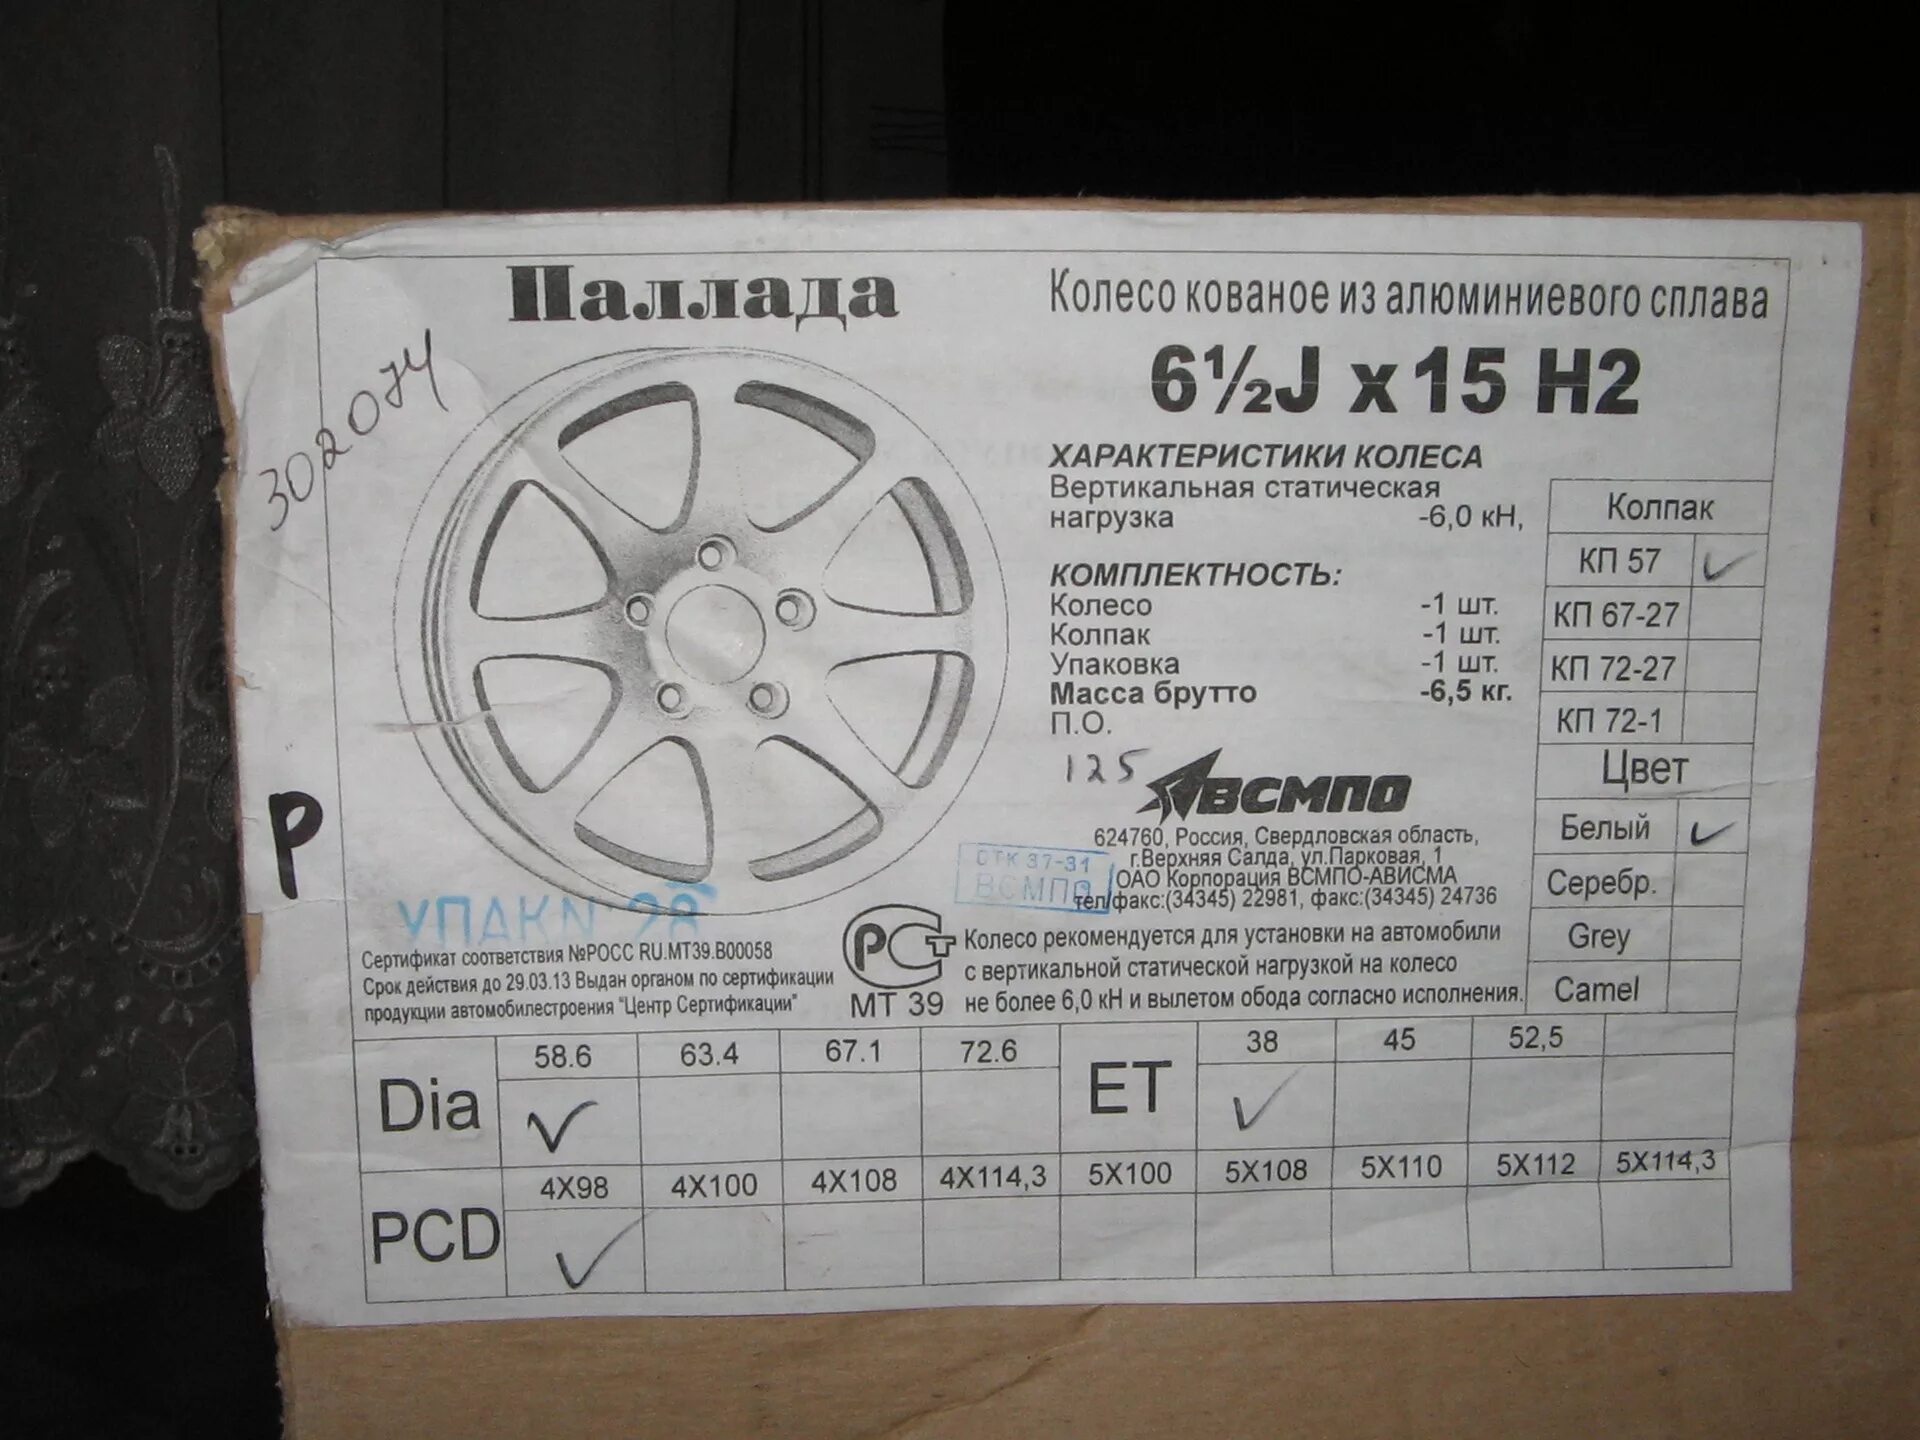 Паллада
Колесо кованое из алюминиевого сплава
6½J x 15 H2
302074
ХАРАКТЕРИСТИКИ КОЛЕСА
Вертикальная статическая
нагрузка -6,0 кН,
КОМПЛЕКТНОСТЬ:
Колесо -1 шт.
Колпак -1 шт.
Упаковка -1 шт.
Масса брутто -6,5 кг.
П.О.
125
Колпак
КП 57 ✓
КП 67-27
КП 72-27
КП 72-1
Цвет
Белый ✓
Серебр.
Grey
Camel
ВСМПО
624760, Россия, Свердловская область,
г.Верхняя Салда, ул.Парковая, 1
ОАО Корпорация ВСМПО-АВИСМА
тел/факс:(34345) 22981, факс:(34345) 24736
СТК 37-31
ВСМПО
Р
УПАКN 28
Сертификат соответствия №РОСС RU.МТ39.В00058
Срок действия до 29.03.13 Выдан органом по сертификации
продукции автомобилестроения "Центр Сертификации"
РСТ
МТ 39
Колесо рекомендуется для установки на автомобили
с вертикальной статической нагрузкой на колесо
не более 6,0 кН и вылетом обода согласно исполнения.
Dia 58.6 63.4 67.1 72.6 ET 38 45 52,5
✓ ✓
PCD 4X98 4X100 4X108 4X114,3 5X100 5X108 5X110 5X112 5X114,3
✓